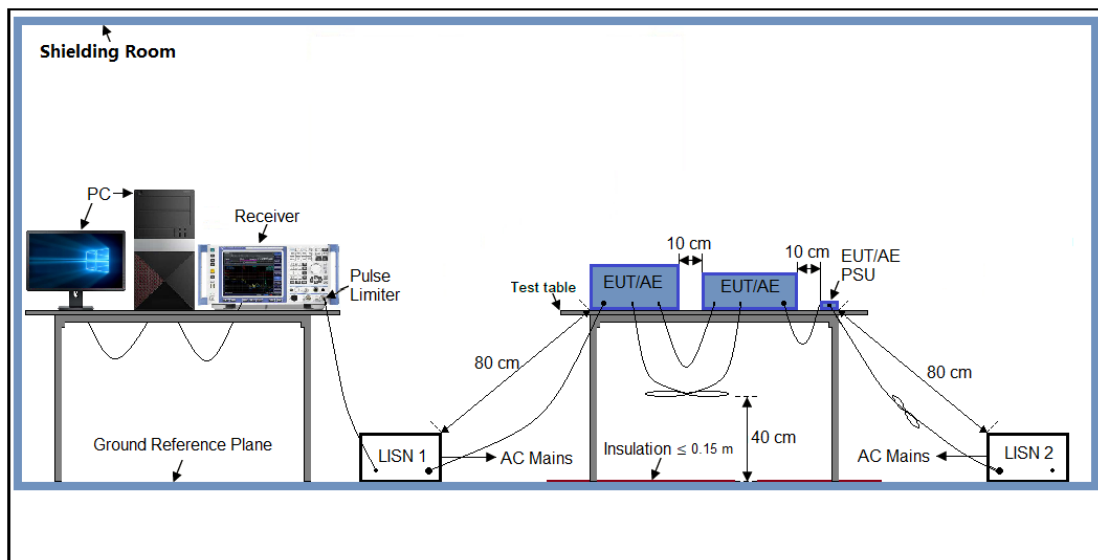 Shielding Room
PC
Receiver
Pulse
Limiter
10 cm
10 cm
EUT/AE
PSU
EUT/AE
EUT/AE
Test table
80 cm
80 cm
40 cm
Ground Reference Plane
LISN 1
AC Mains
Insulation ≤ 0.15 m
AC Mains
LISN 2